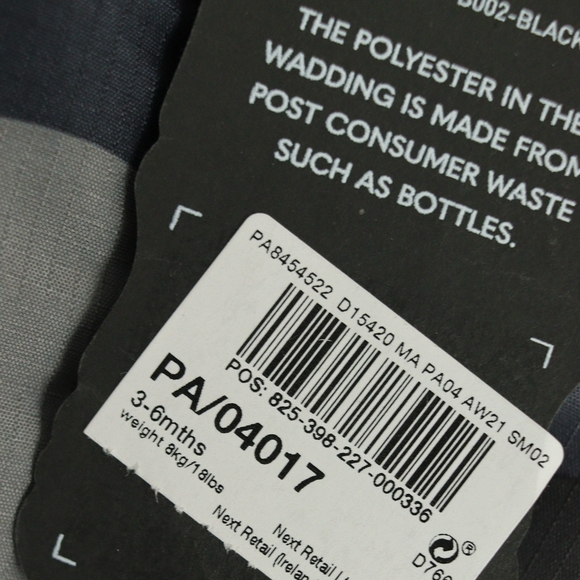 B002-BLACK
THE POLYESTER IN THE
WADDING IS MADE FROM
POST CONSUMER WASTE
SUCH AS BOTTLES.
PA8454522 D15420 MA PA04 AW21 SM02
POS: 825-398-227-000336
PA/04017
3-6mths
weight 8kg/18lbs
Next Retail
Next Retail (Ireland